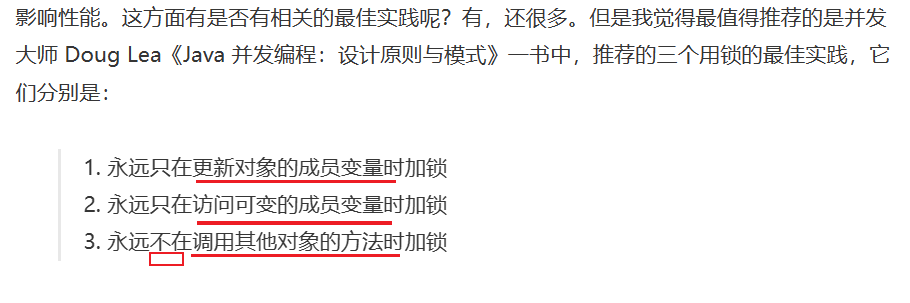 影响性能。这方面有是否有相关的最佳实践呢？有，还很多。但是我觉得最值得推荐的是并发
大师 Doug Lea《Java 并发编程：设计原则与模式》一书中，推荐的三个用锁的最佳实践，它
们分别是：
1. 永远只在更新对象的成员变量时加锁
2. 永远只在访问可变的成员变量时加锁
3. 永远不在调用其他对象的方法时加锁